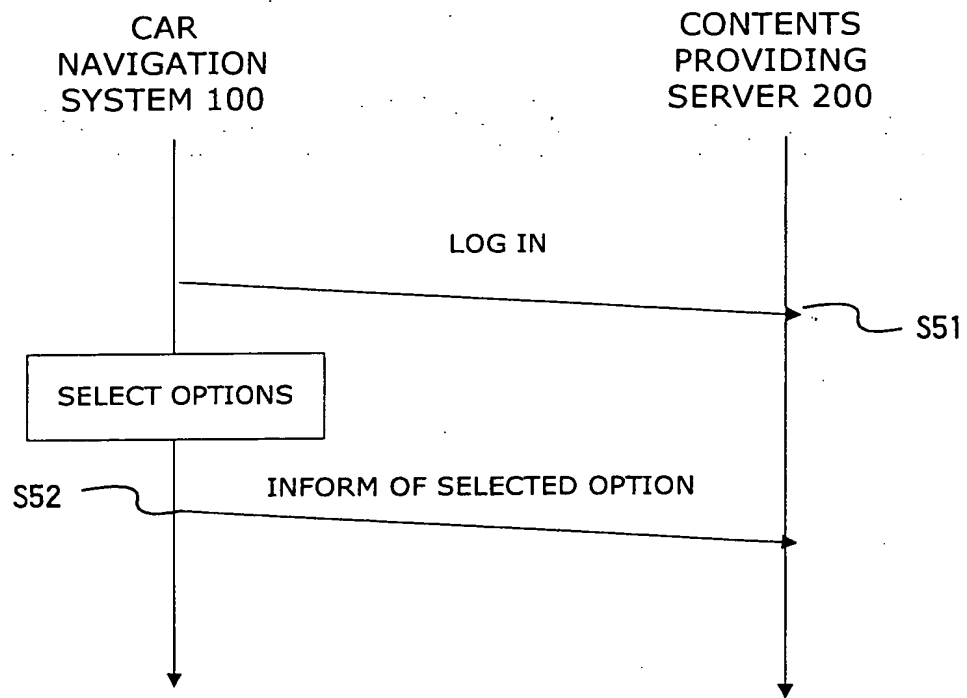 CAR
NAVIGATION
SYSTEM 100
CONTENTS
PROVIDING
SERVER 200
LOG IN
S51
SELECT OPTIONS
S52
INFORM OF SELECTED OPTION